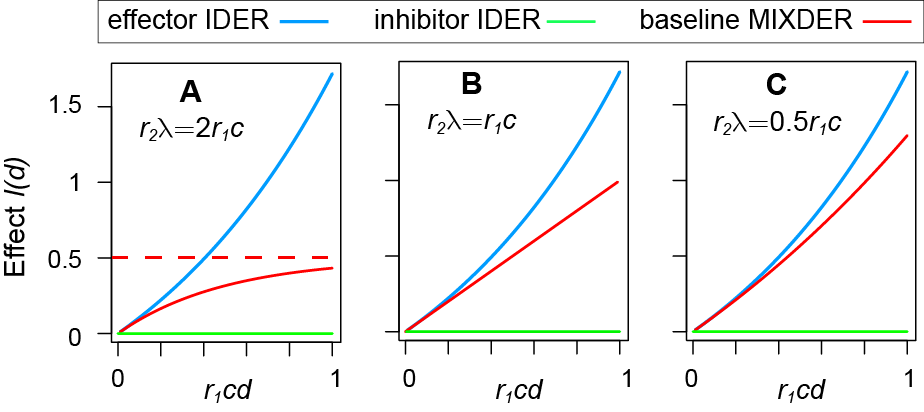 effector IDER inhibitor IDER baseline MIXDER
A
r₂λ=2r₁c
B
r₂λ=r₁c
C
r₂λ=0.5r₁c
Effect I(d)
1.5
1
0.5
0
0 1
r₁cd
0 1
r₁cd
0 1
r₁cd